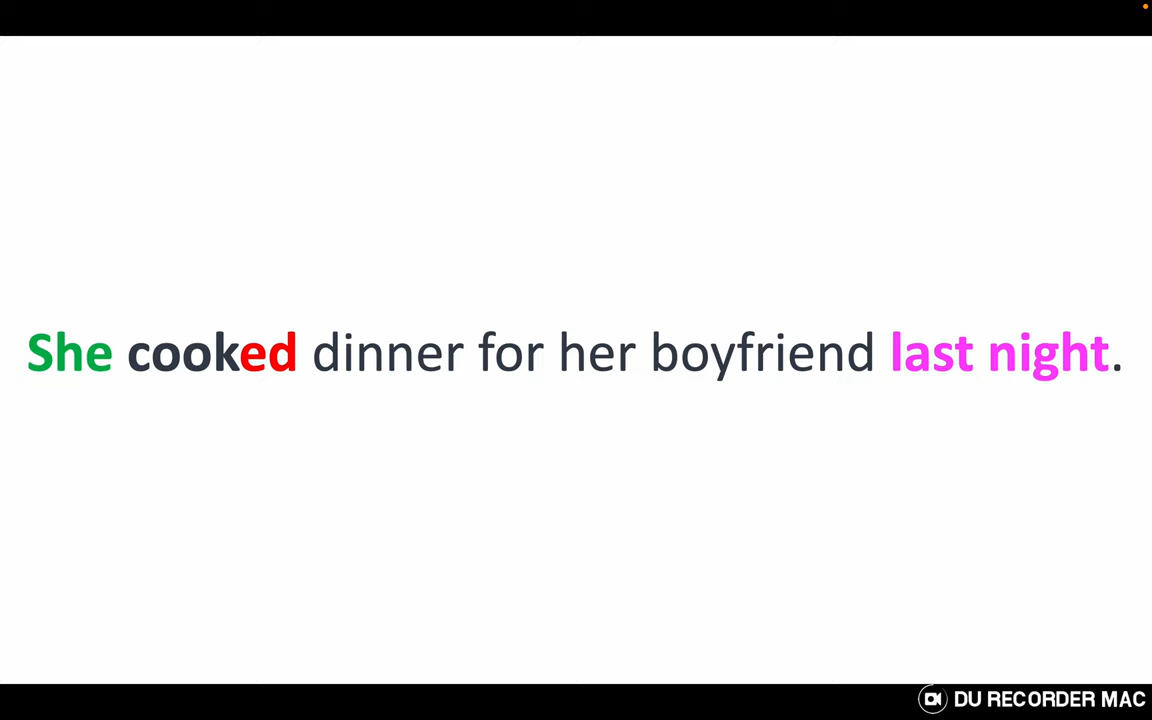 She cooked dinner for her boyfriend last night.
DU RECORDER MAC